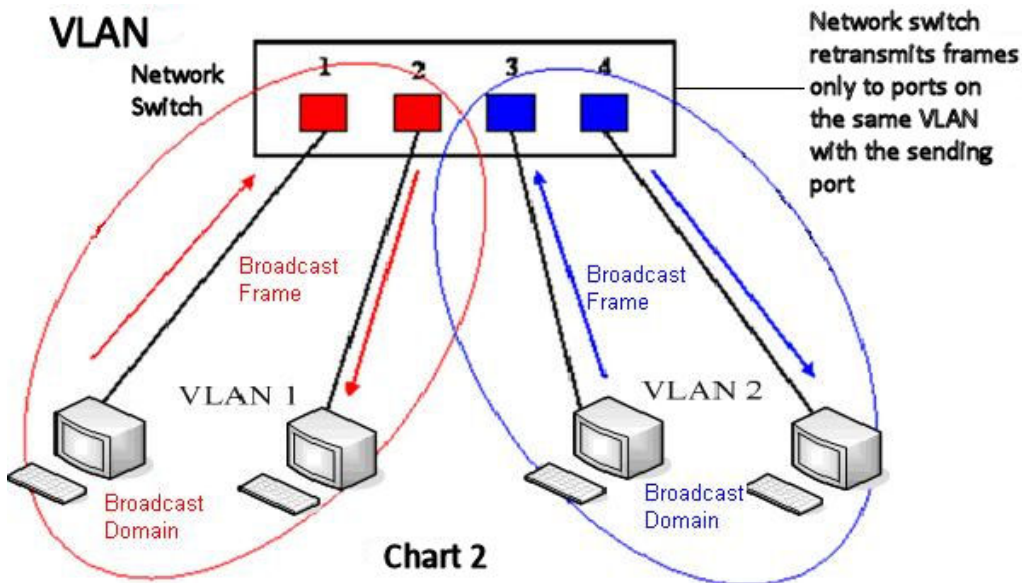 VLAN
Network
Switch
1
2
3
4
Network switch
retransmits frames
only to ports on
the same VLAN
with the sending
port
Broadcast
Frame
Broadcast
Frame
VLAN 1
VLAN 2
Broadcast
Domain
Broadcast
Domain
Chart 2